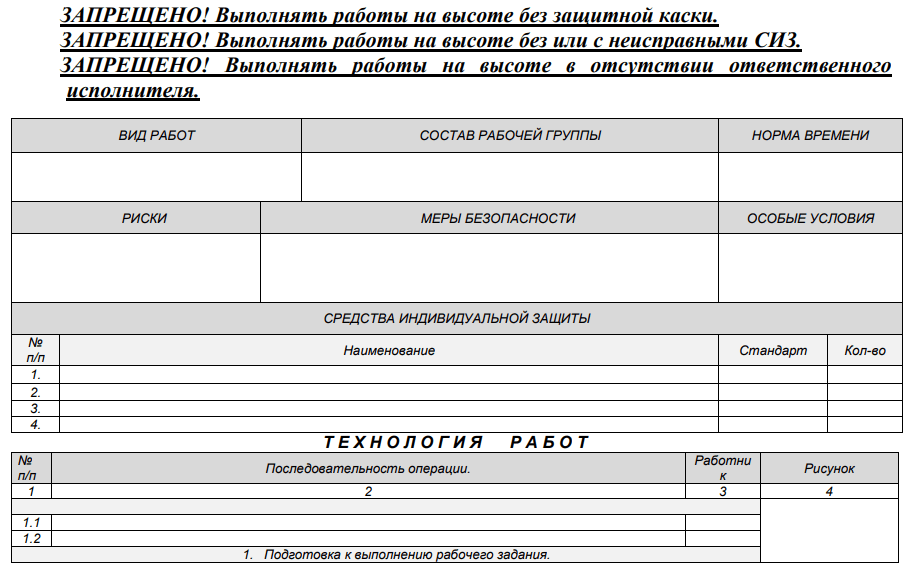 ЗАПРЕЩЕНО! Выполнять работы на высоте без защитной каски.
ЗАПРЕЩЕНО! Выполнять работы на высоте без или с неисправными СИЗ.
ЗАПРЕЩЕНО! Выполнять работы на высоте в отсутствии ответственного
исполнителя.
ВИД РАБОТ СОСТАВ РАБОЧЕЙ ГРУППЫ НОРМА ВРЕМЕНИ
РИСКИ МЕРЫ БЕЗОПАСНОСТИ ОСОБЫЕ УСЛОВИЯ
СРЕДСТВА ИНДИВИДУАЛЬНОЙ ЗАЩИТЫ
№
п/п Наименование Стандарт Кол-во
1.
2.
3.
4.
ТЕХНОЛОГИЯ РАБОТ
№
п/п Последовательность операции. Работни
к Рисунок
1 2 3 4
1.1
1.2
1. Подготовка к выполнению рабочего задания.